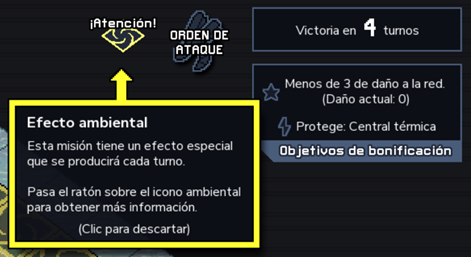 ¡Atención!
ORDEN DE
ATAQUE
Victoria en 4 turnos
Menos de 3 de daño a la red.
(Daño actual: 0)
Protege: Central térmica
Objetivos de bonificación
Efecto ambiental
Esta misión tiene un efecto especial
que se producirá cada turno.
Pasa el ratón sobre el icono ambiental
para obtener más información.
(Clic para descartar)